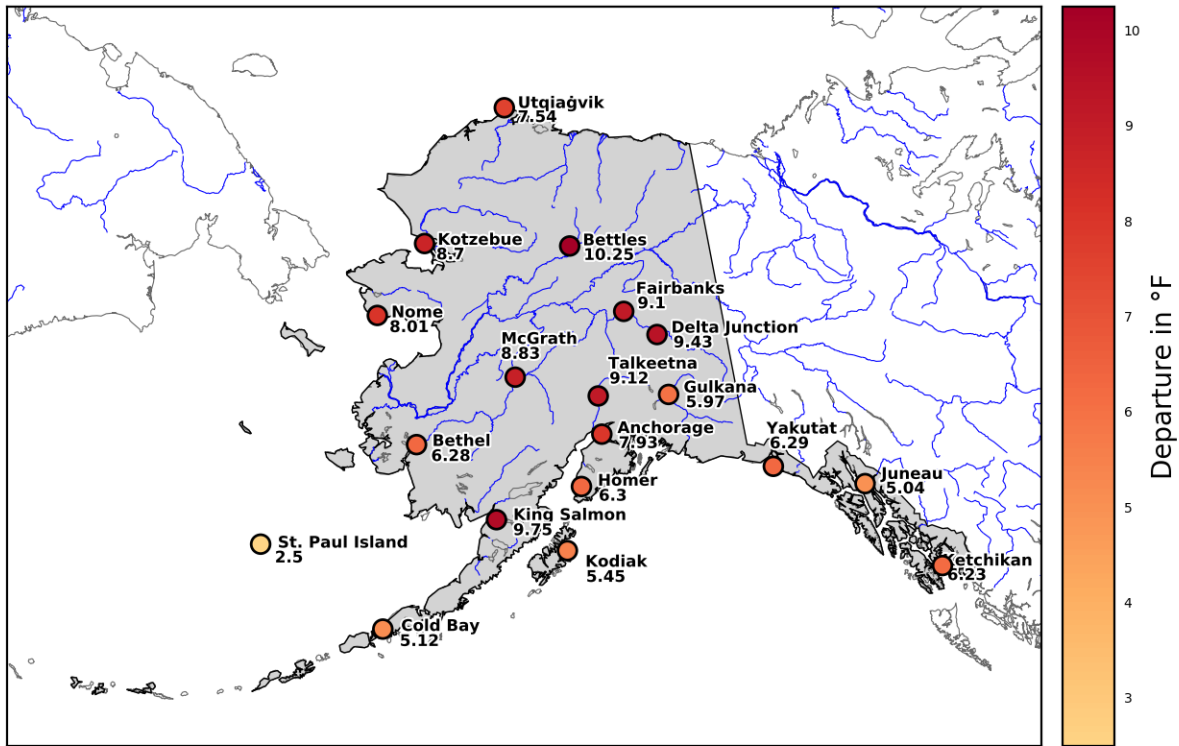 Utqiaġvik
7.54
Kotzebue
8.7
Bettles
10.25
Nome
8.01
Fairbanks
9.1
Delta Junction
9.43
McGrath
8.83
Talkeetna
9.12
Gulkana
5.97
Anchorage
7.93
Bethel
6.28
Yakutat
6.29
Juneau
5.04
Homer
6.3
King Salmon
9.75
St. Paul Island
2.5
Kodiak
5.45
Ketchikan
6.23
Cold Bay
5.12
10
9
8
7
6
5
4
3
Departure in °F